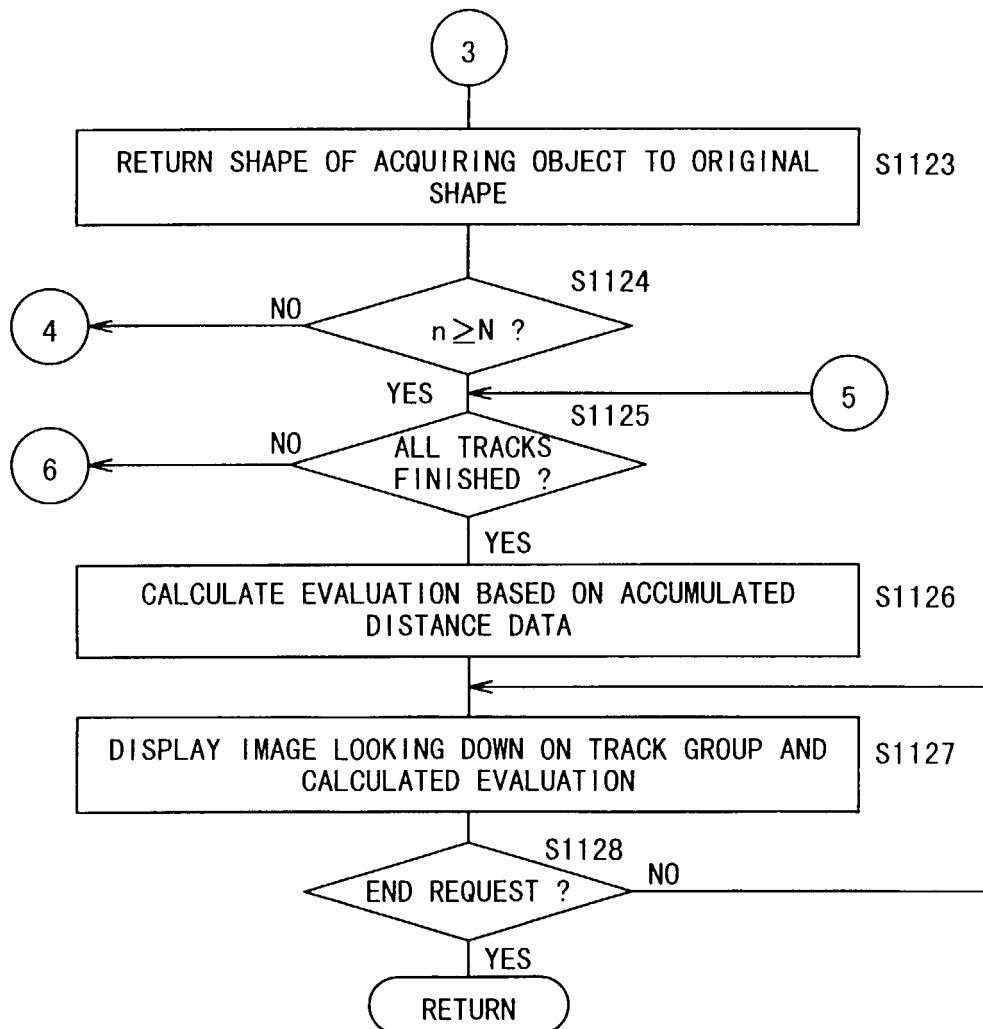 3
RETURN SHAPE OF ACQUIRING OBJECT TO ORIGINAL
SHAPE
S1123
S1124
NO
4
n≥N ?
YES
5
S1125
NO
6
ALL TRACKS
FINISHED ?
YES
CALCULATE EVALUATION BASED ON ACCUMULATED
DISTANCE DATA
S1126
DISPLAY IMAGE LOOKING DOWN ON TRACK GROUP AND
CALCULATED EVALUATION
S1127
S1128
END REQUEST ?
NO
YES
RETURN